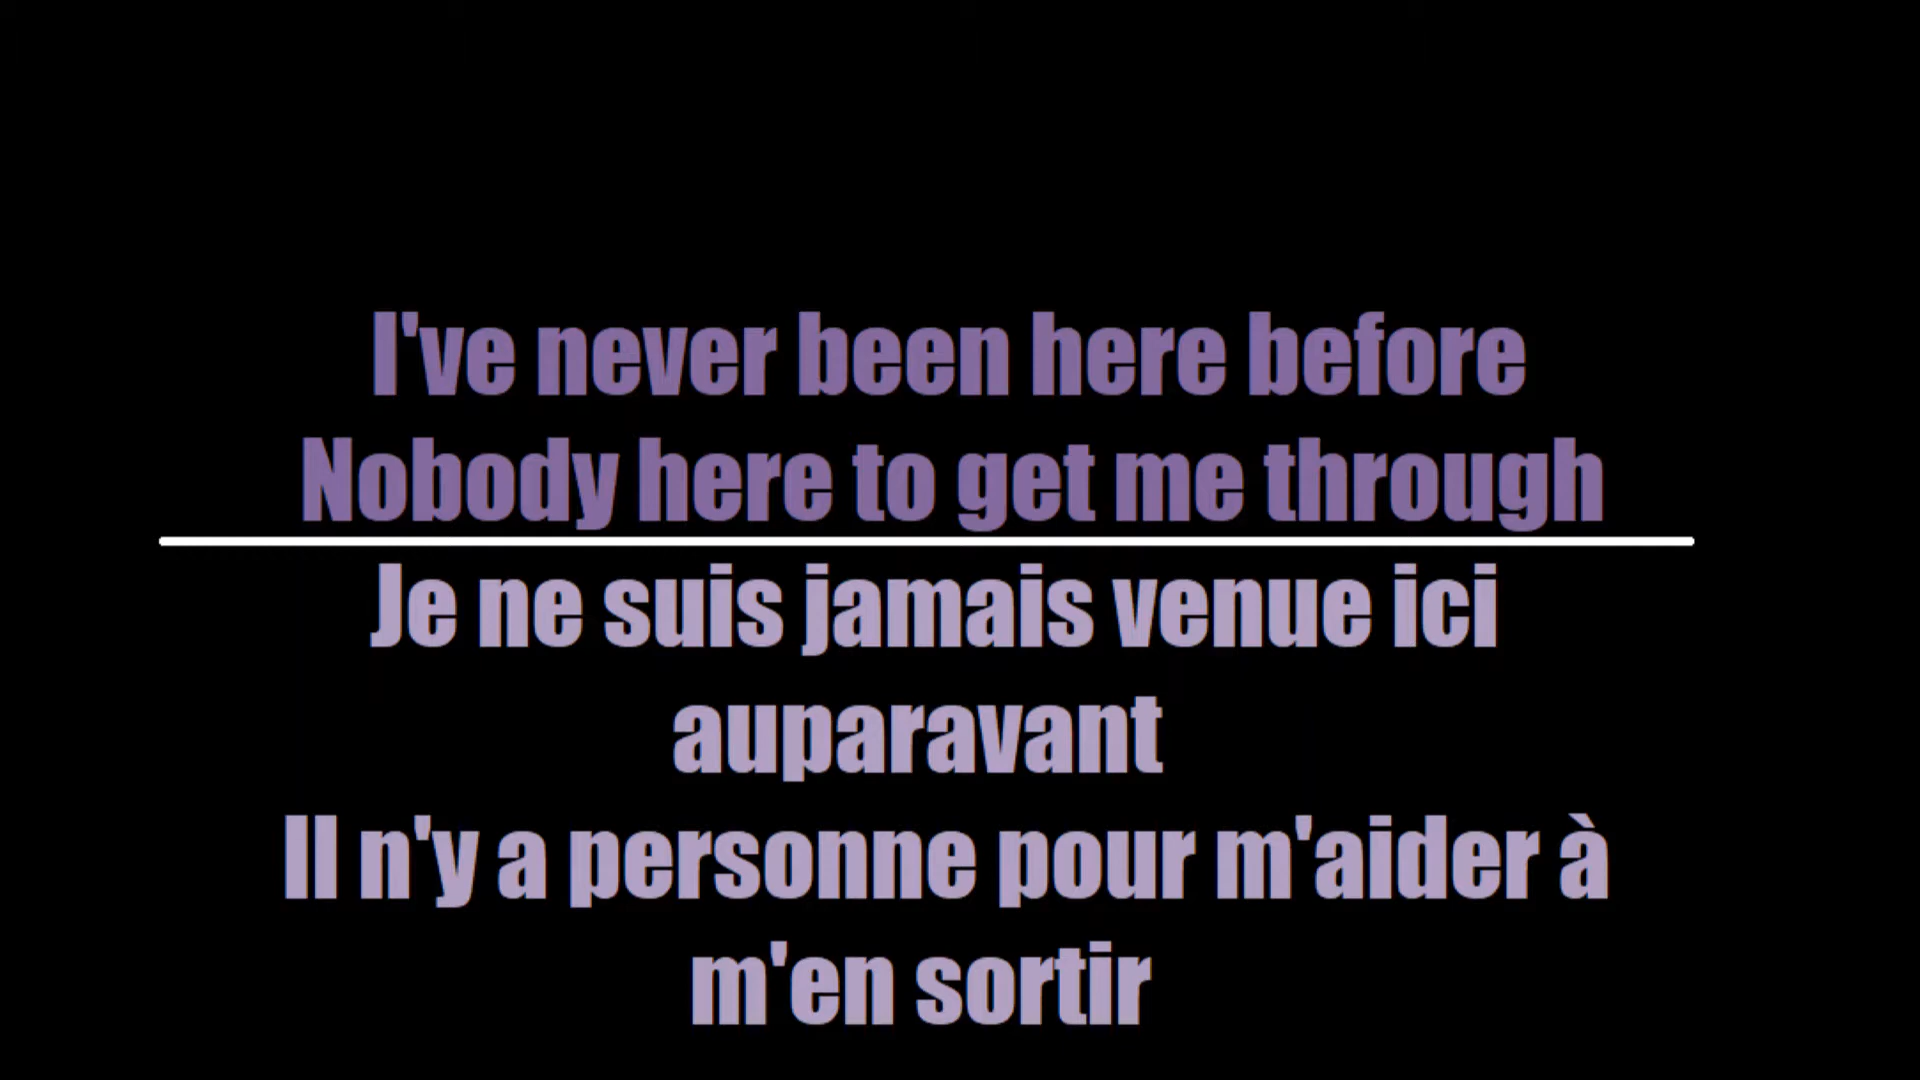 I've never been here before
Nobody here to get me through
Je ne suis jamais venue ici
auparavant
Il n'y a personne pour m'aider à
m'en sortir